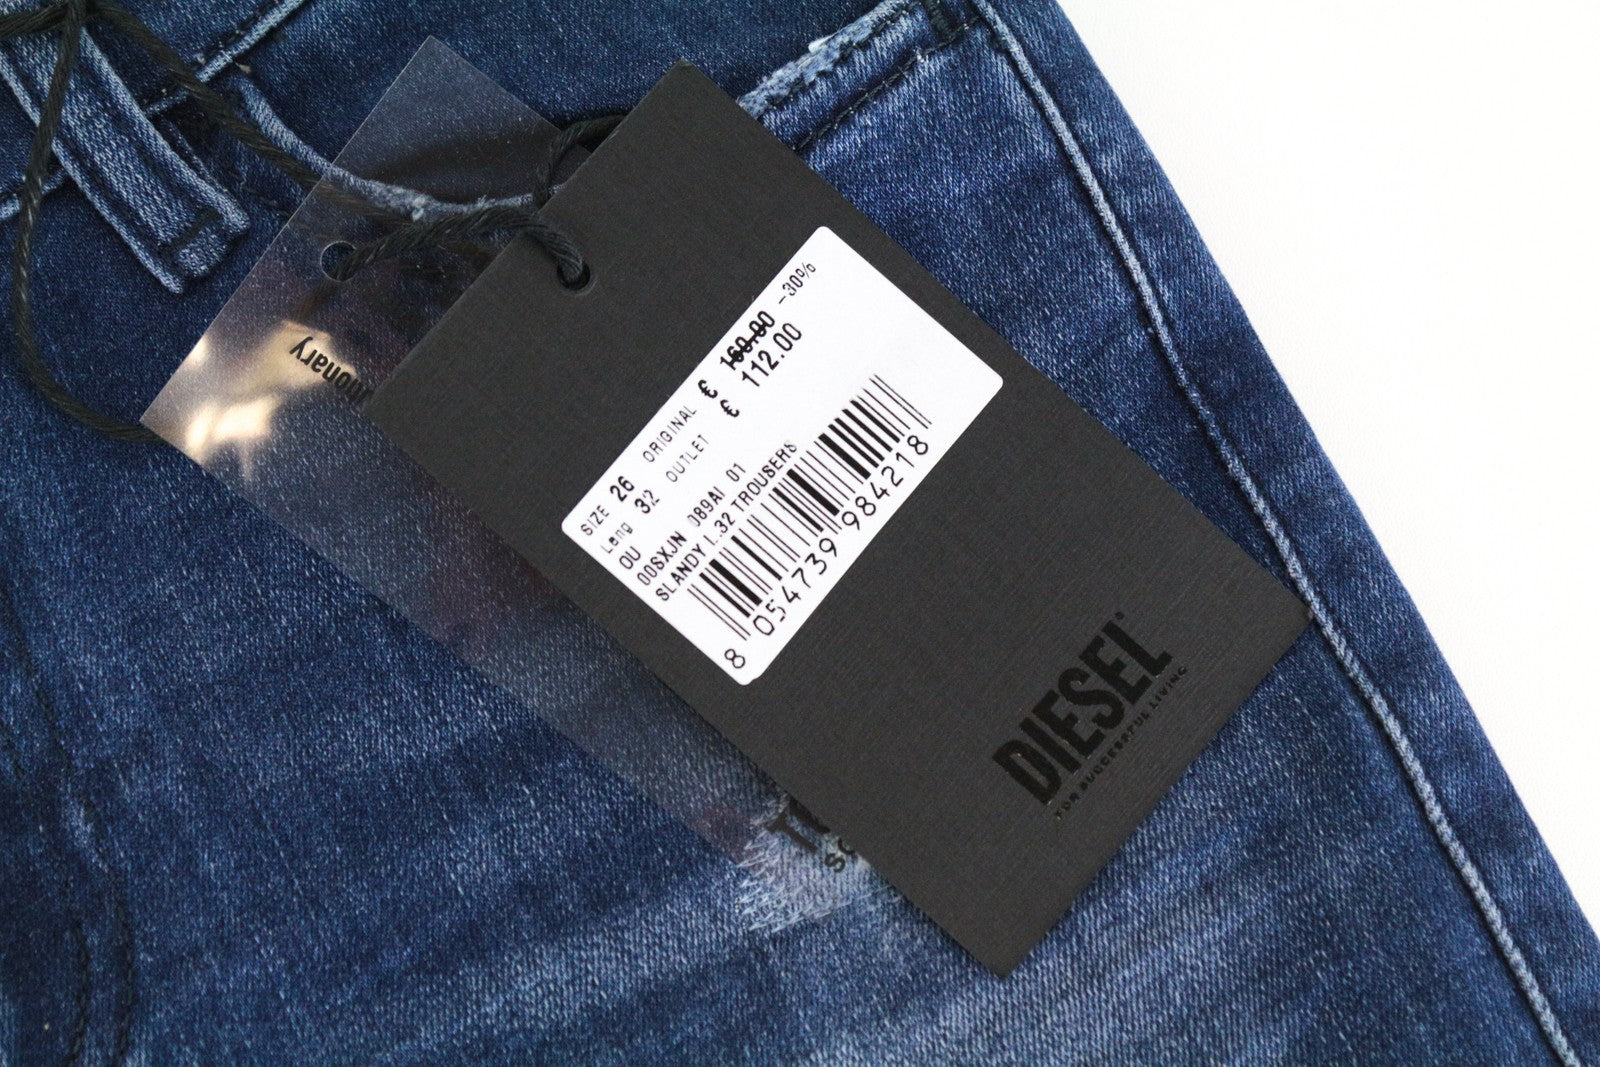 SIZE 26 ORIGINAL € 160.00 -30%
Leng 32 OUTLET € 112.00
OU
00SXJN 089AI 01
SLANDY L.32 TROUSERS
8 054739 984218
DIESEL
FOR SUCCESSFUL LIVING